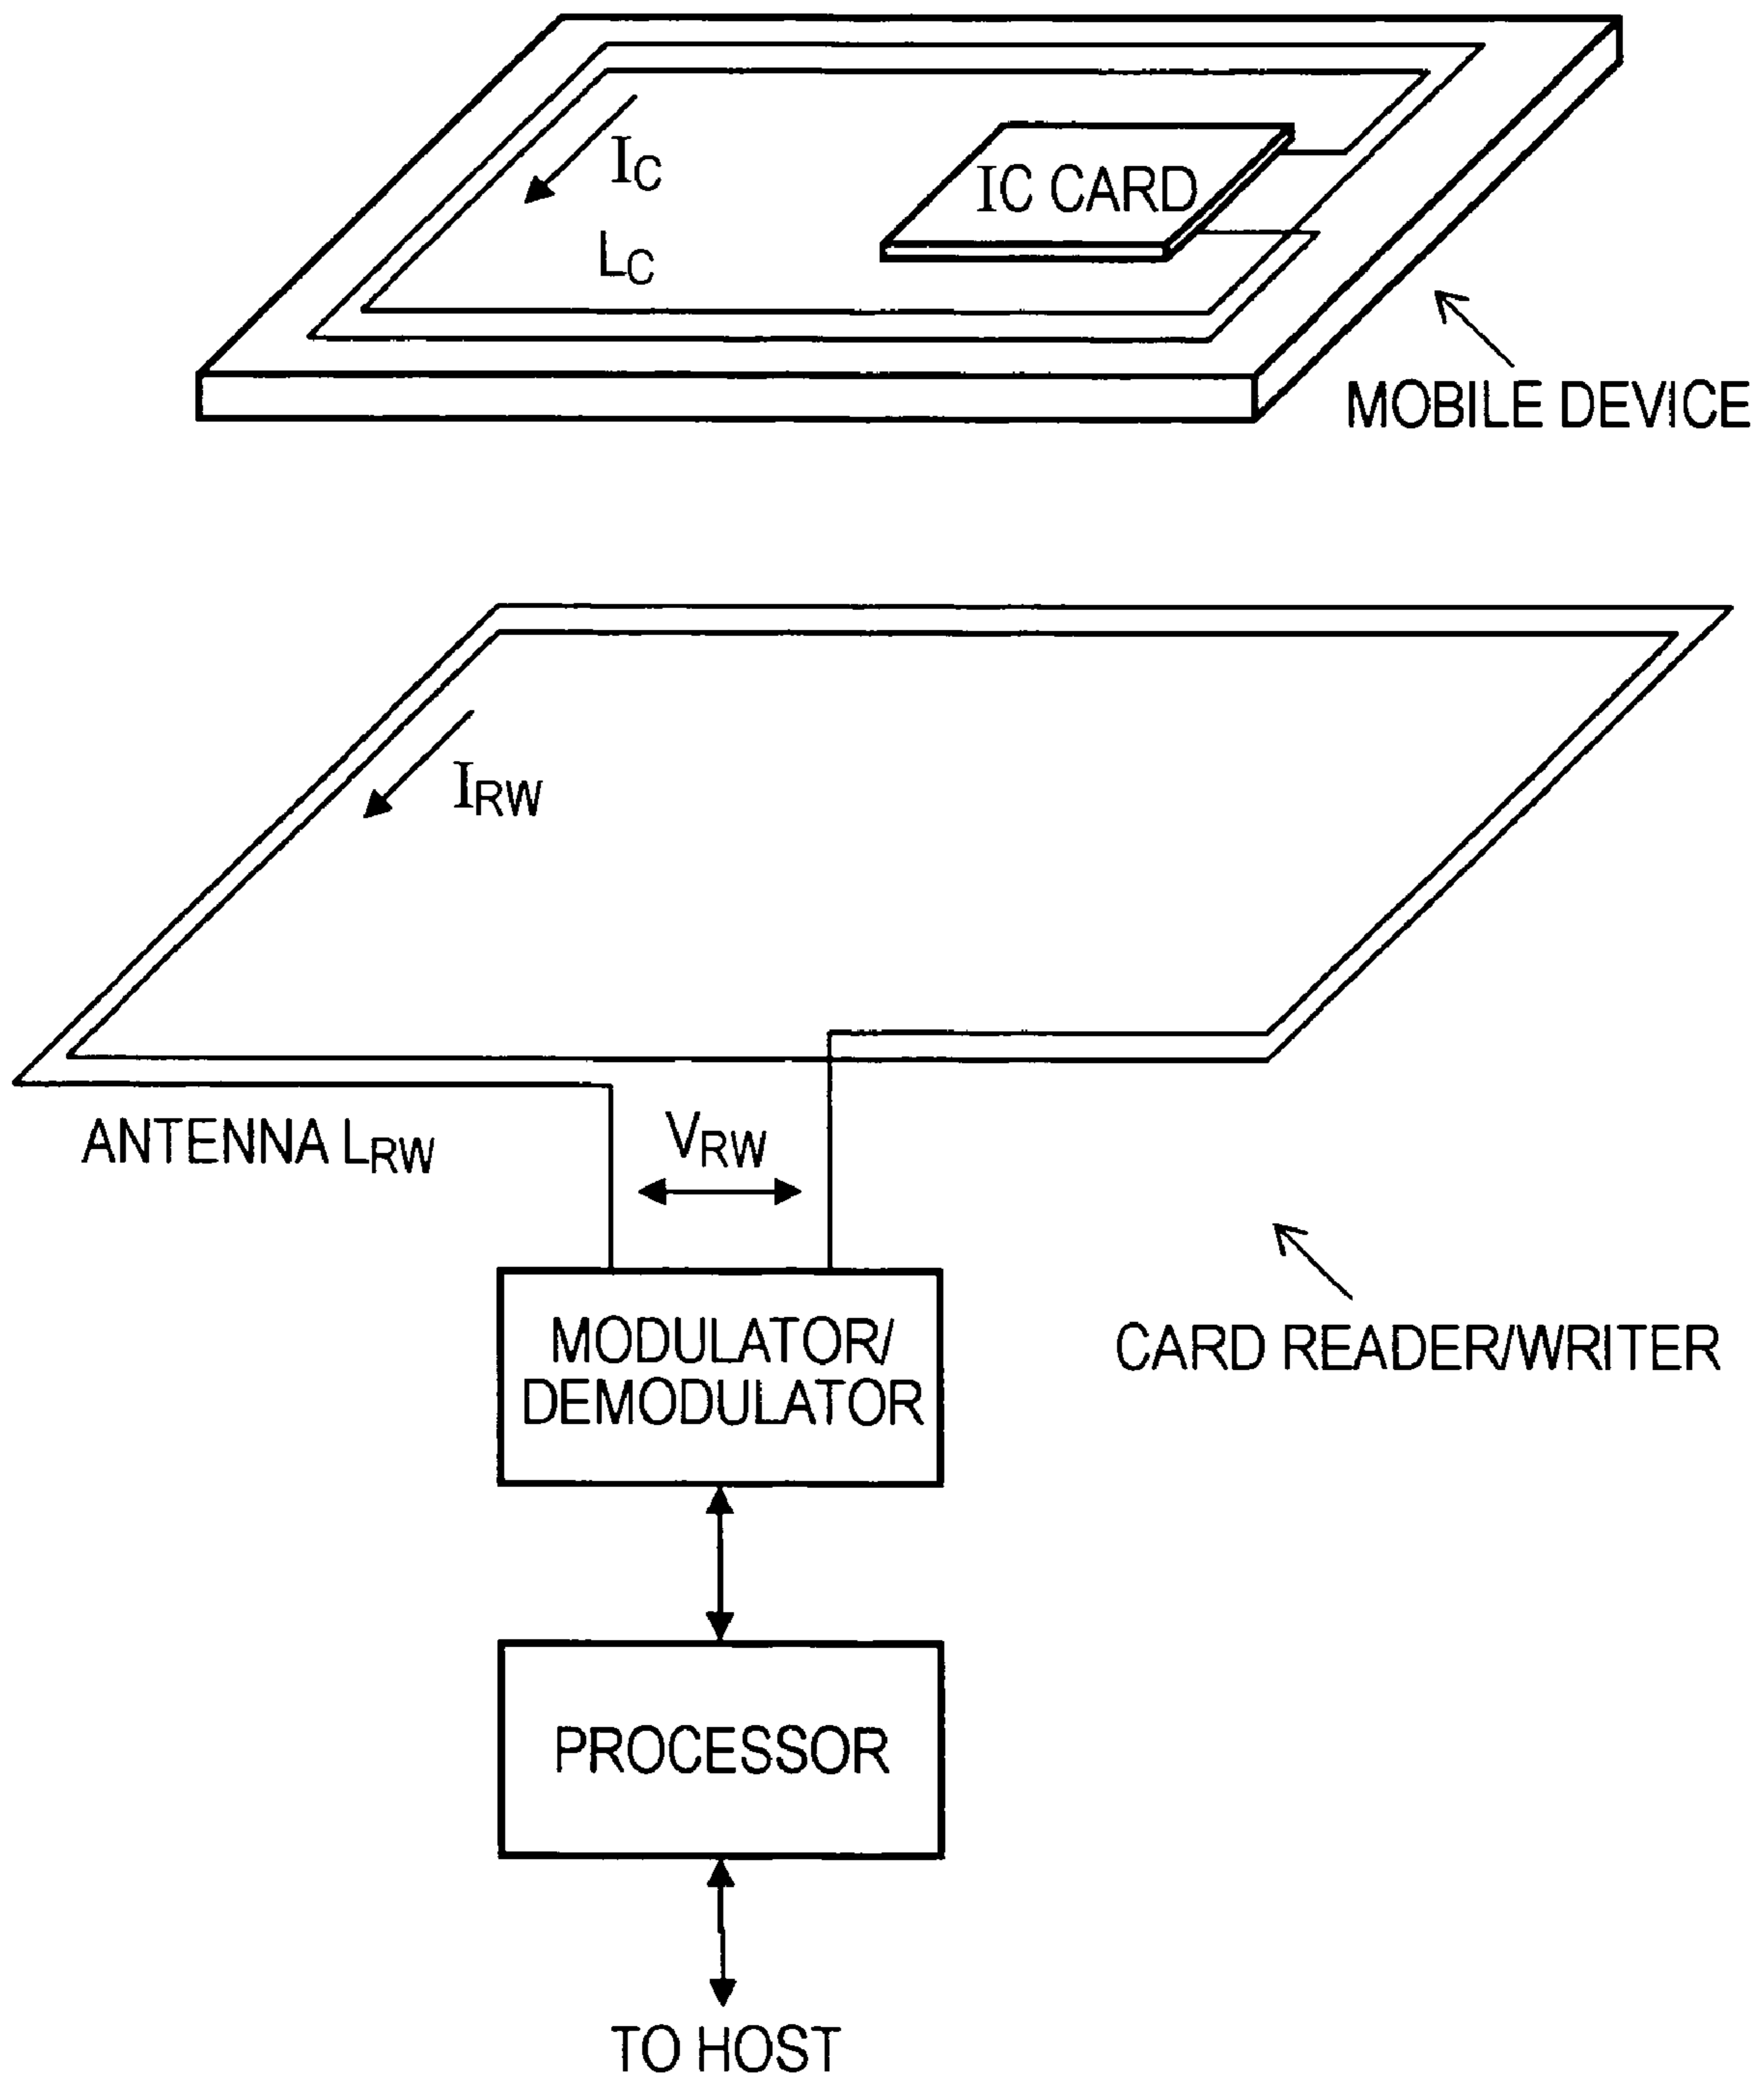 IC
IC CARD
LC
MOBILE DEVICE
IRW
ANTENNA LRW
VRW
MODULATOR/
DEMODULATOR
CARD READER/WRITER
PROCESSOR
TO HOST